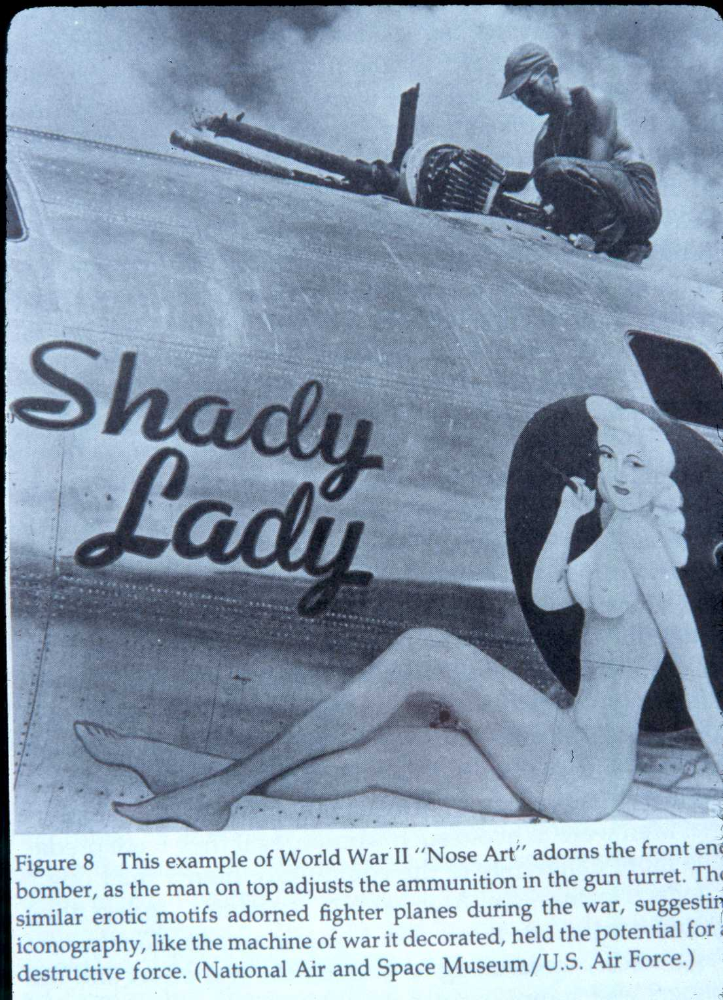 Shady
Lady
Figure 8 This example of World War II “Nose Art” adorns the front
bomber, as the man on top adjusts the ammunition in the gun turret.
similar erotic motifs adorned fighter planes during the war,
iconography, like the machine of war it decorated, held the potential for
destructive force. (National Air and Space Museum/U.S. Air Force.)